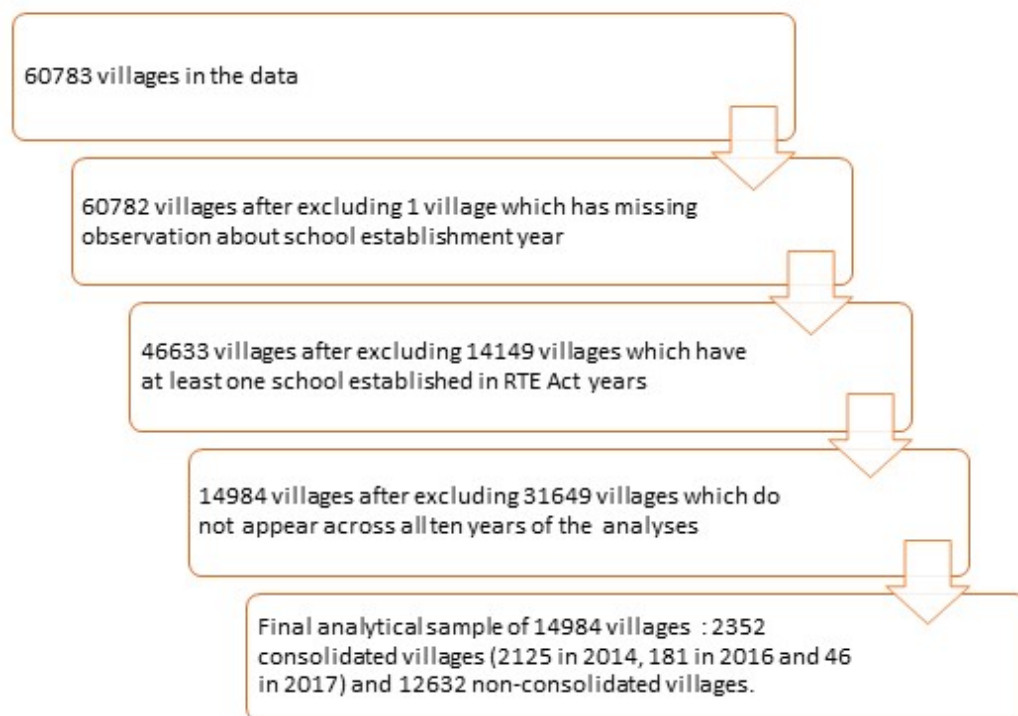 60783 villages in the data
60782 villages after excluding 1 village which has missing
observation about school establishment year
46633 villages after excluding 14149 villages which have
at least one school established in RTE Act years
14984 villages after excluding 31649 villages which do
not appear across all ten years of the analyses
Final analytical sample of 14984 villages : 2352
consolidated villages (2125 in 2014, 181 in 2016 and 46
in 2017) and 12632 non-consolidated villages.